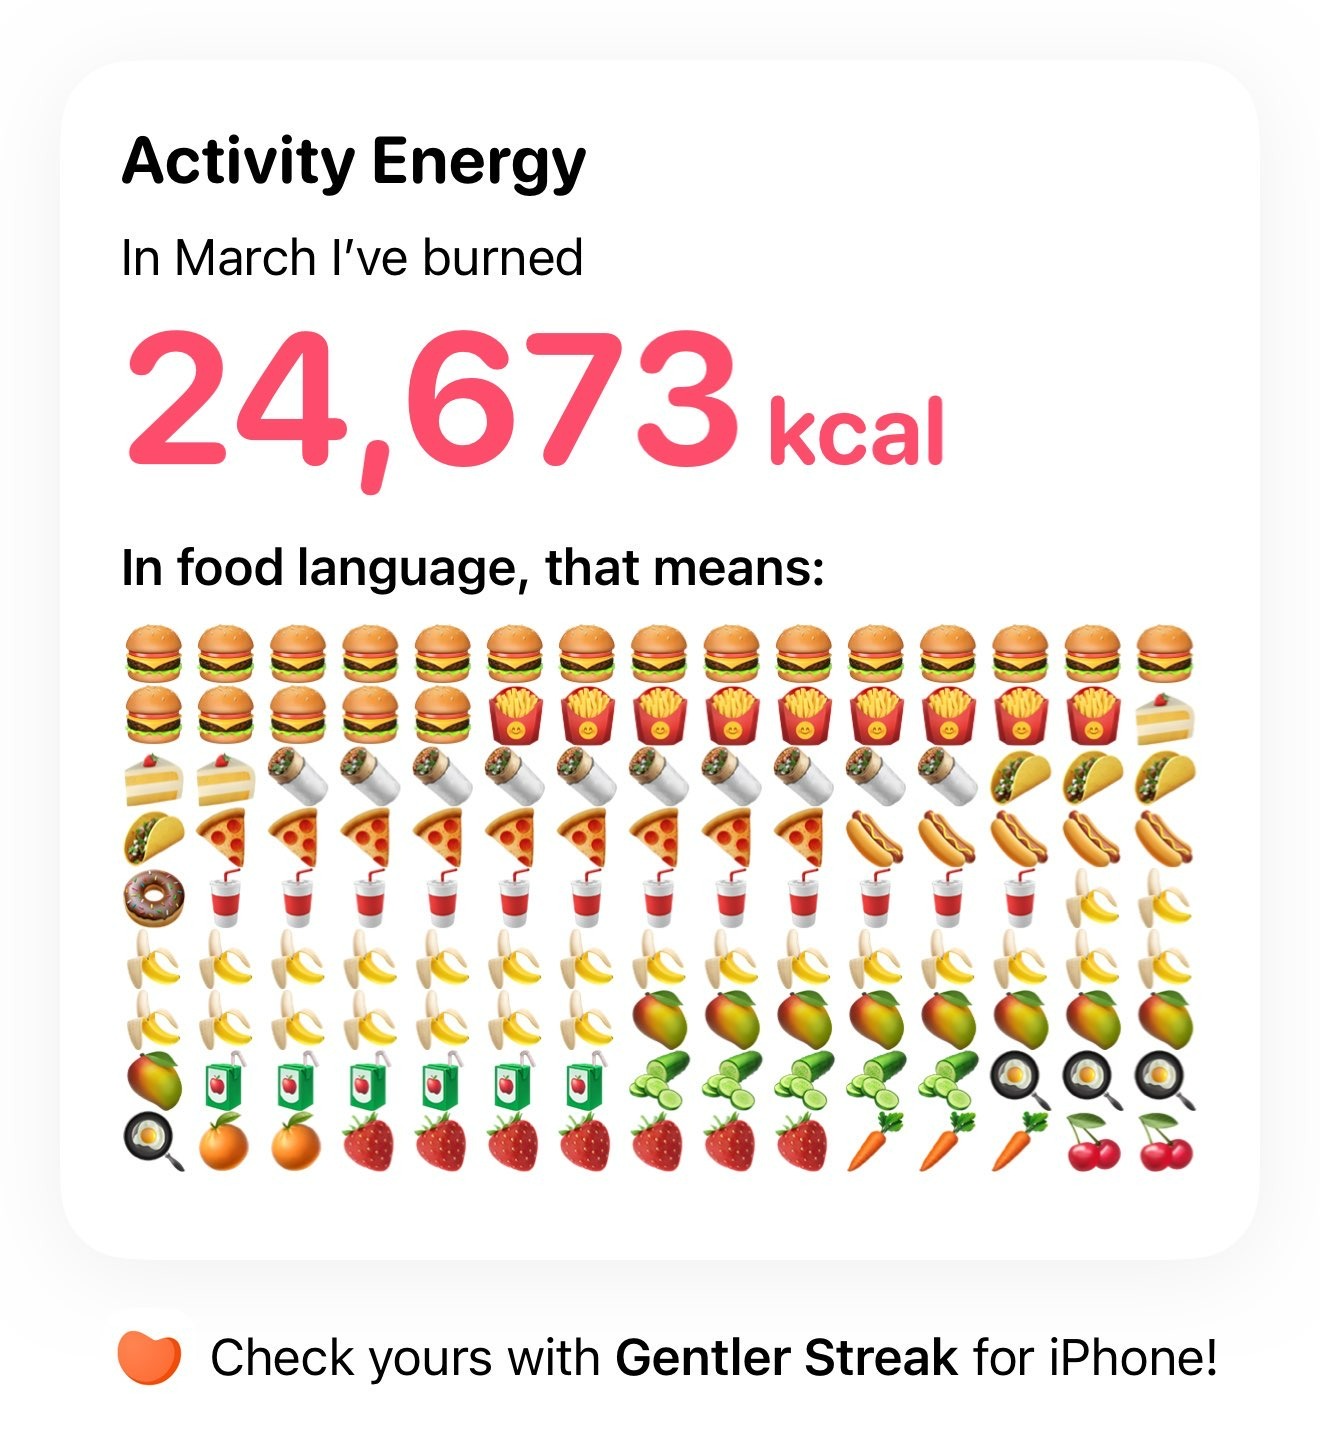 Activity Energy
In March I’ve burned
24,673 kcal
In food language, that means:
Check yours with Gentler Streak for iPhone!